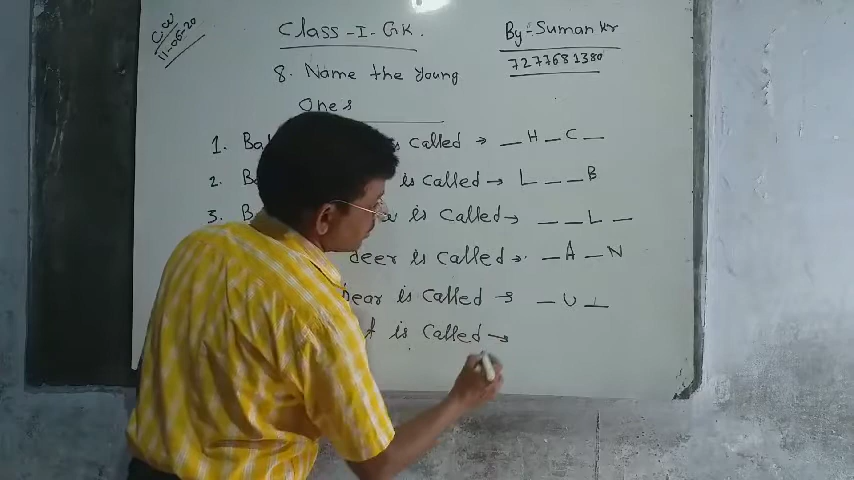 C.W
11-06-20
Class-I-GK.
By-Suman Kr
7277681380
8. Name the young
Ones
1. Ba is called → _ H _ C _
2. B is called → L _ _ B
3. B is called → _ _ L _
deer is called → _ A _ N
bear is called → _ U _
is called →